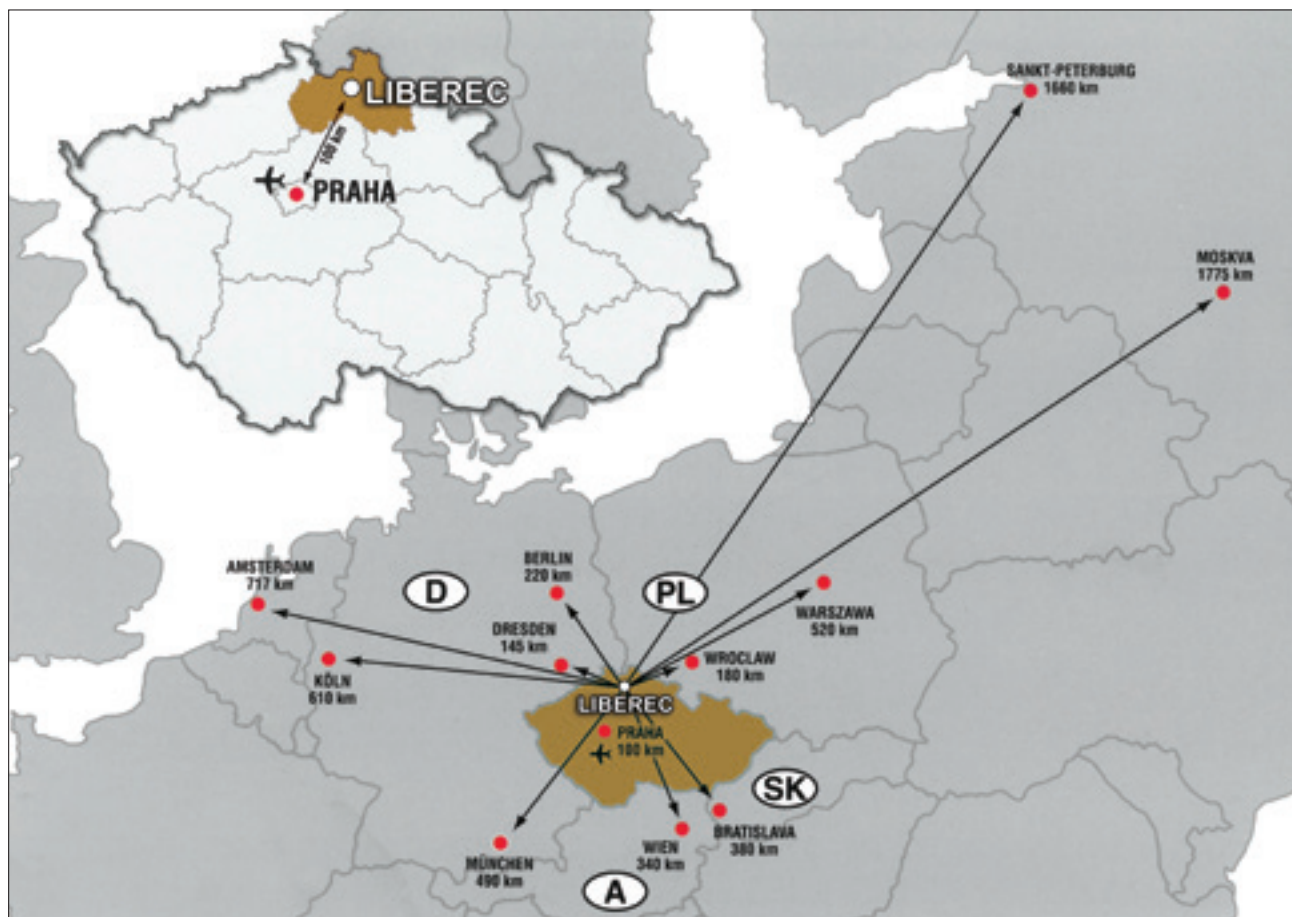 LIBEREC
100 km
PRAHA
SANKT-PETERBURG
1660 km
MOSKVA
1775 km
AMSTERDAM
717 km
BERLIN
220 km
D
PL
DRESDEN
145 km
WARSZAWA
520 km
KÖLN
610 km
WROCLAW
180 km
LIBEREC
PRAHA
100 km
SK
MÜNCHEN
490 km
WIEN
340 km
BRATISLAVA
380 km
A